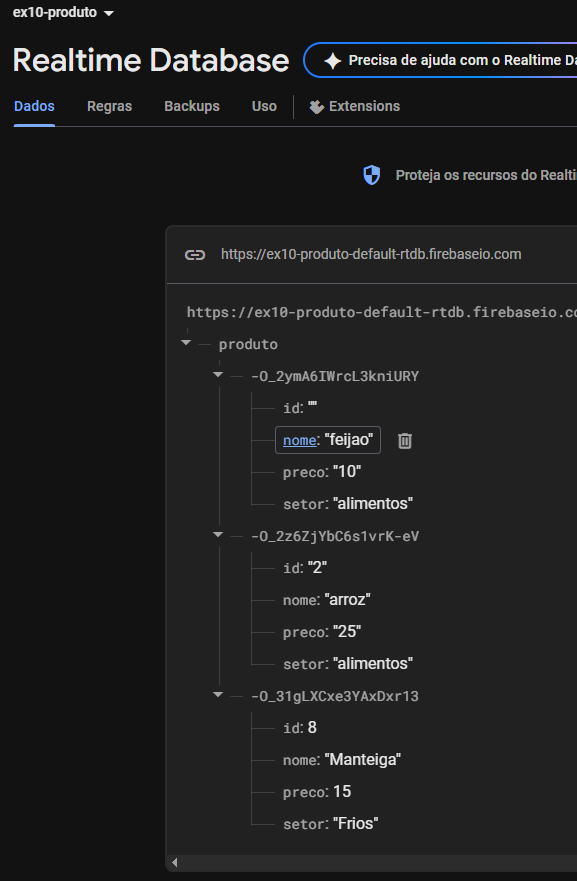 ex10-produto
Realtime Database
Precisa de ajuda com o Realtime Da
Dados Regras Backups Uso Extensions
Proteja os recursos do Realti
https://ex10-produto-default-rtdb.firebaseio.com
https://ex10-produto-default-rtdb.firebaseio.co
produto
-O_2ymA6IWrcL3kniURY
id: ""
nome: "feijao"
preco: "10"
setor: "alimentos"
-O_2z6ZjYbC6s1vrK-eV
id: "2"
nome: "arroz"
preco: "25"
setor: "alimentos"
-O_31gLXCxe3YAxDxr13
id: 8
nome: "Manteiga"
preco: 15
setor: "Frios"